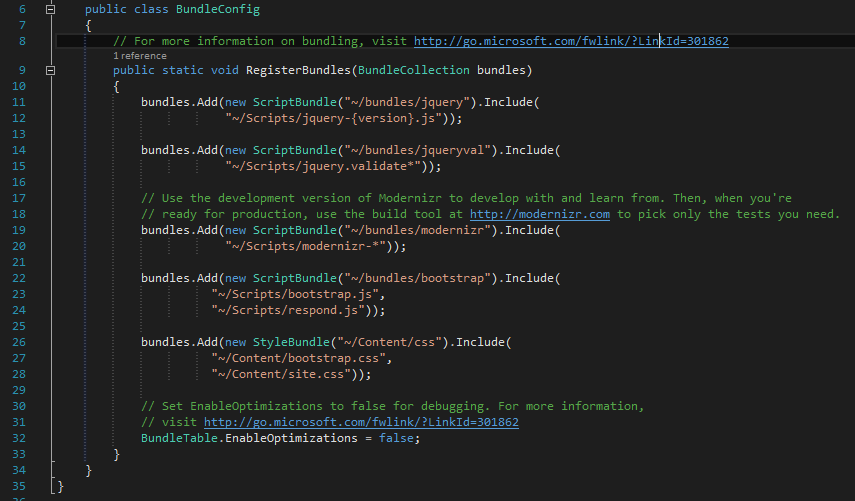 6 public class BundleConfig
7 {
8 // For more information on bundling, visit http://go.microsoft.com/fwlink/?LinkId=301862
1 reference
9 public static void RegisterBundles(BundleCollection bundles)
10 {
11 bundles.Add(new ScriptBundle("~/bundles/jquery").Include(
12 "~/Scripts/jquery-{version}.js"));
13
14 bundles.Add(new ScriptBundle("~/bundles/jqueryval").Include(
15 "~/Scripts/jquery.validate*"));
16
17 // Use the development version of Modernizr to develop with and learn from. Then, when you're
18 // ready for production, use the build tool at http://modernizr.com to pick only the tests you need.
19 bundles.Add(new ScriptBundle("~/bundles/modernizr").Include(
20 "~/Scripts/modernizr-*"));
21
22 bundles.Add(new ScriptBundle("~/bundles/bootstrap").Include(
23 "~/Scripts/bootstrap.js",
24 "~/Scripts/respond.js"));
25
26 bundles.Add(new StyleBundle("~/Content/css").Include(
27 "~/Content/bootstrap.css",
28 "~/Content/site.css"));
29
30 // Set EnableOptimizations to false for debugging. For more information,
31 // visit http://go.microsoft.com/fwlink/?LinkId=301862
32 BundleTable.EnableOptimizations = false;
33 }
34 }
35 }